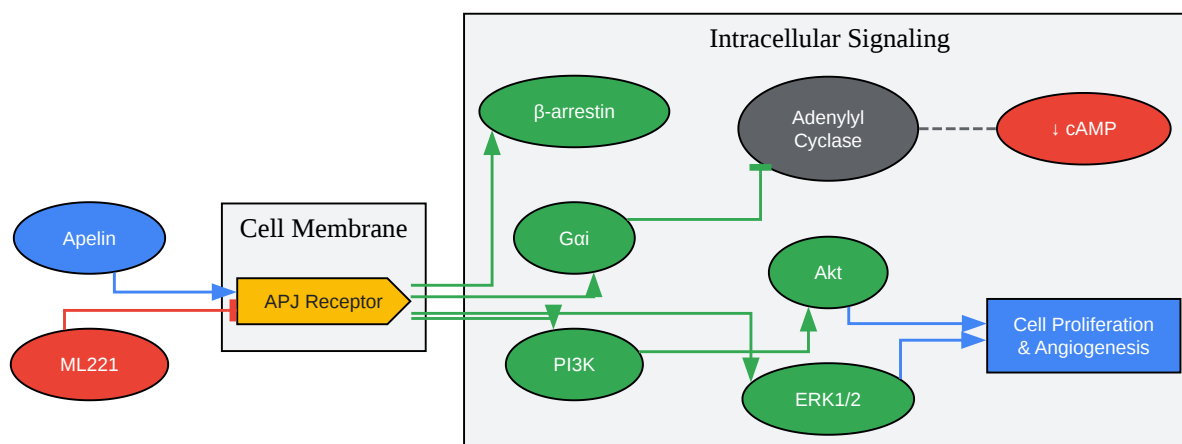 Intracellular Signaling
β-arrestin
Adenylyl
Cyclase
↓ cAMP
Cell Membrane
Apelin
Gαi
APJ Receptor
Akt
ML221
PI3K
Cell Proliferation
& Angiogenesis
ERK1/2